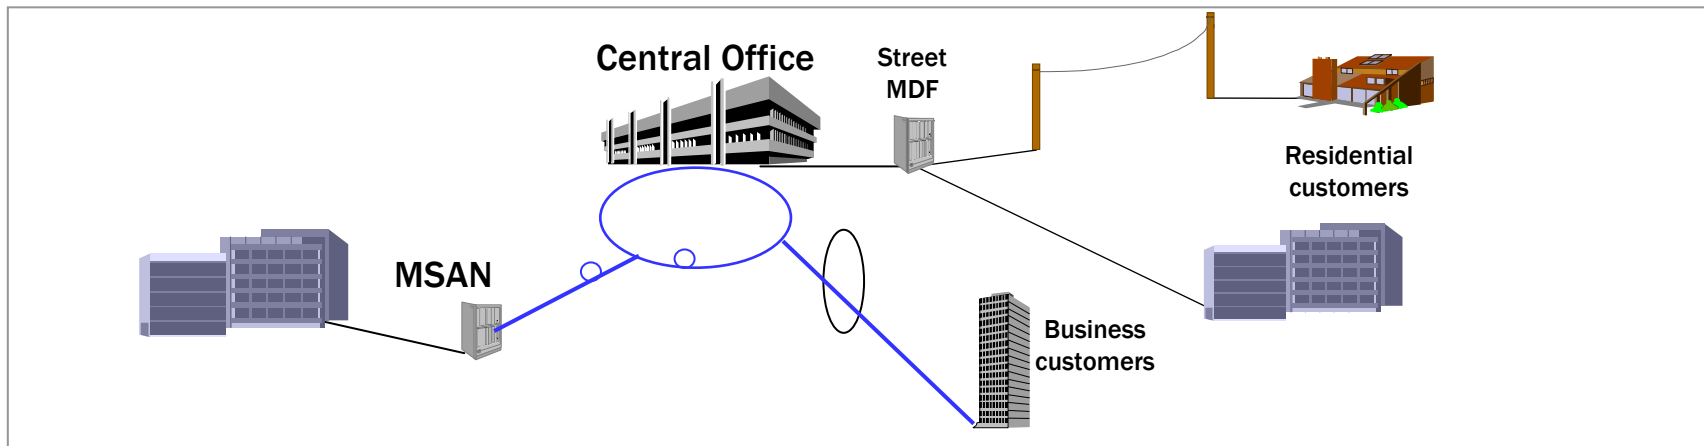 Central Office
Street
MDF
Residential
customers
MSAN
Business
customers